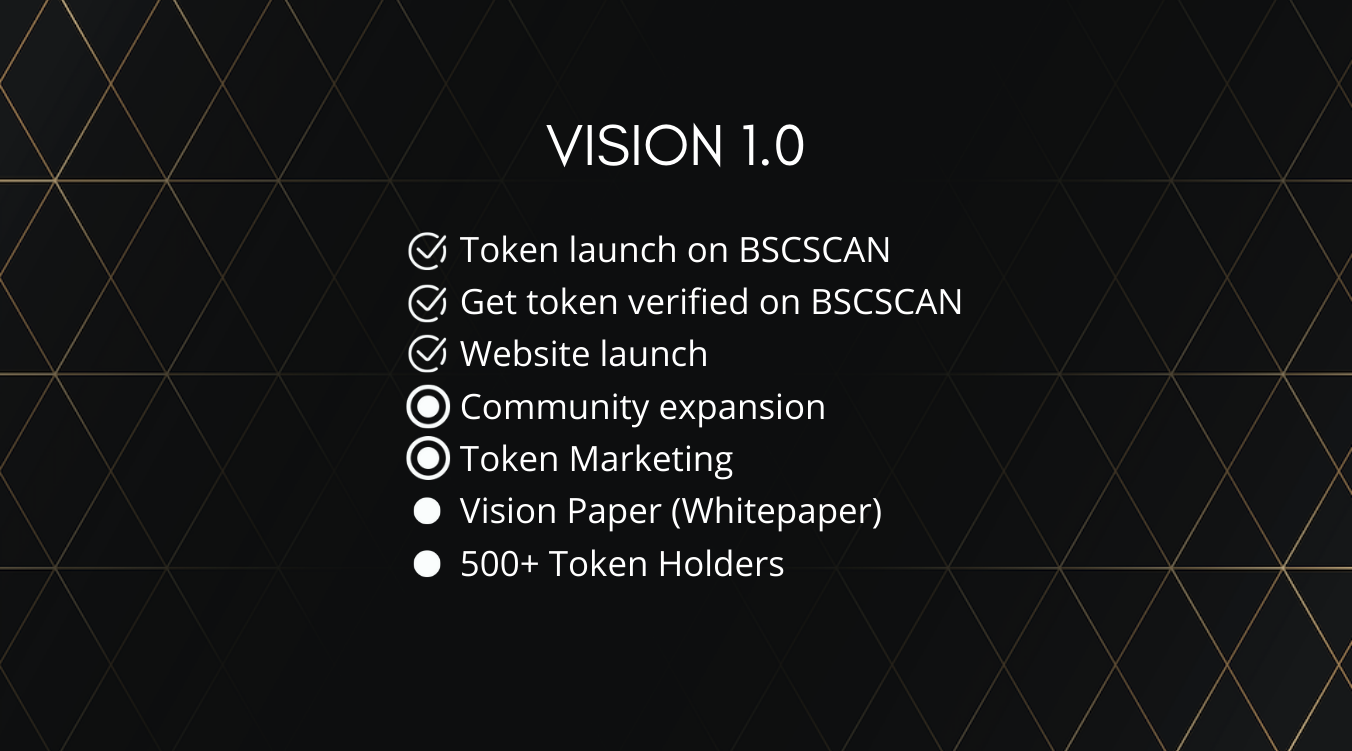 VISION 1.0
Token launch on BSCSCAN
Get token verified on BSCSCAN
Website launch
Community expansion
Token Marketing
Vision Paper (Whitepaper)
500+ Token Holders